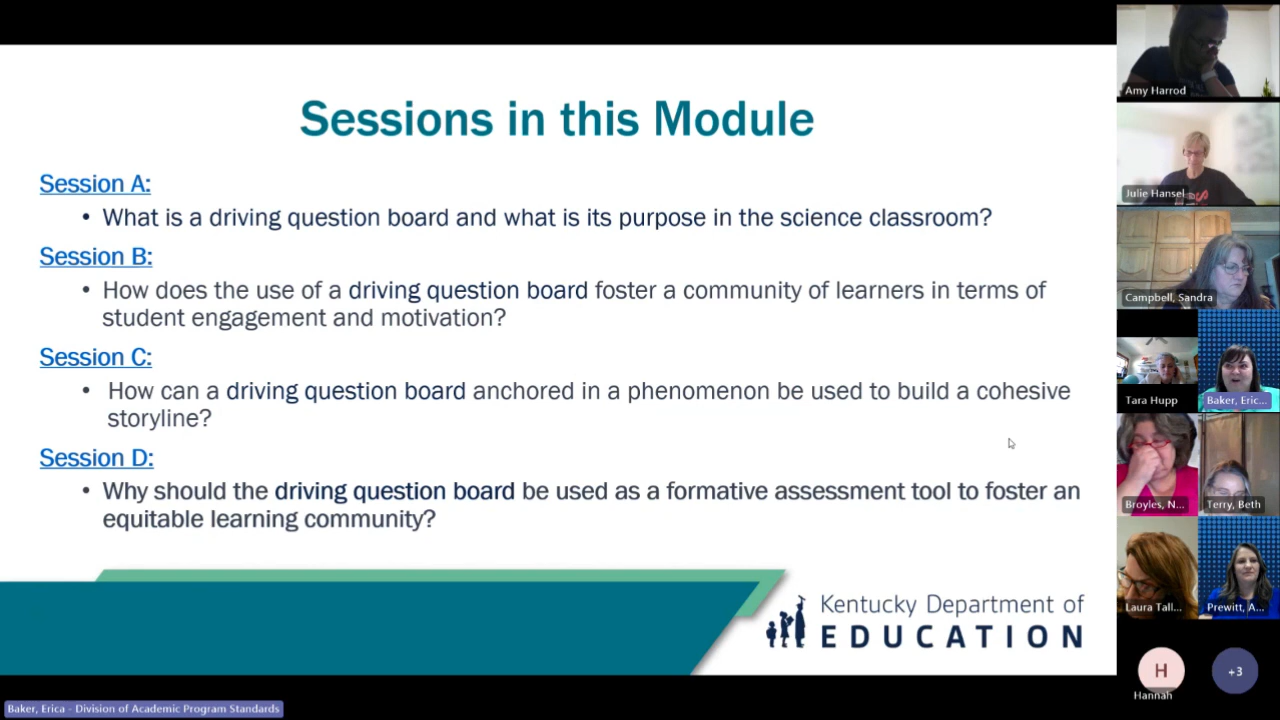 Sessions in this Module
Session A:
• What is a driving question board and what is its purpose in the science classroom?
Session B:
• How does the use of a driving question board foster a community of learners in terms of
student engagement and motivation?
Session C:
• How can a driving question board anchored in a phenomenon be used to build a cohesive
storyline?
Session D:
• Why should the driving question board be used as a formative assessment tool to foster an
equitable learning community?
Kentucky Department of
EDUCATION
Baker, Erica - Division of Academic Program Standards
Amy Harrod
Julie Hansel
Campbell, Sandra
Tara Hupp
Baker, Eric...
Broyles, N...
Terry, Beth
Laura Tall...
Prewitt, A...
H
Hannah
+3